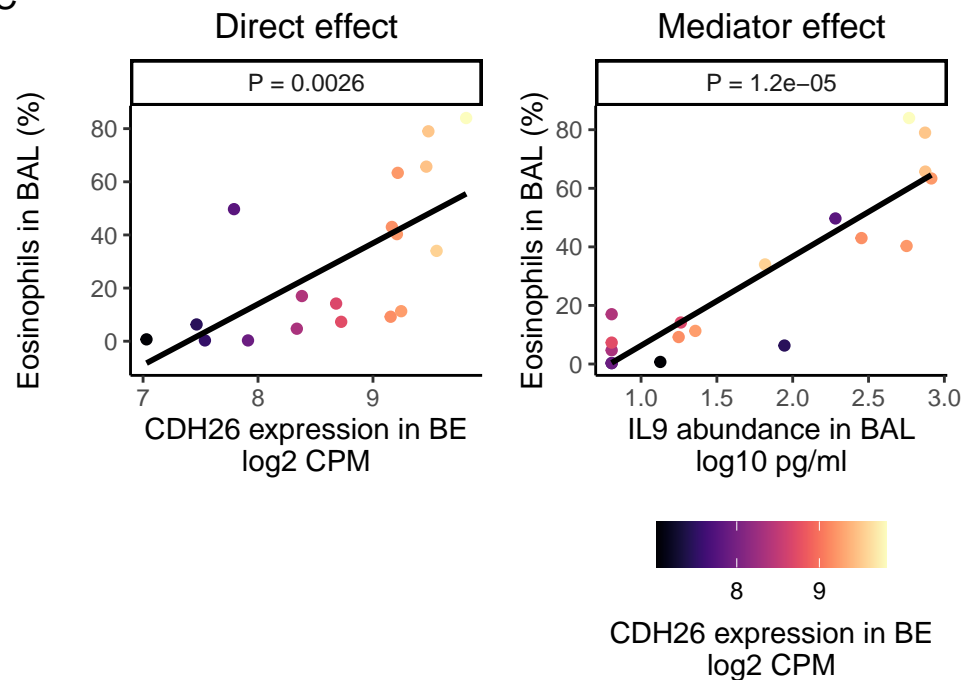 Direct effect
Mediator effect
P = 0.0026
P = 1.2e−05
Eosinophils in BAL (%)
80
60
40
20
0
7 8 9
CDH26 expression in BE
log2 CPM
Eosinophils in BAL (%)
80
60
40
20
0
1.0 1.5 2.0 2.5 3.0
IL9 abundance in BAL
log10 pg/ml
8 9
CDH26 expression in BE
log2 CPM